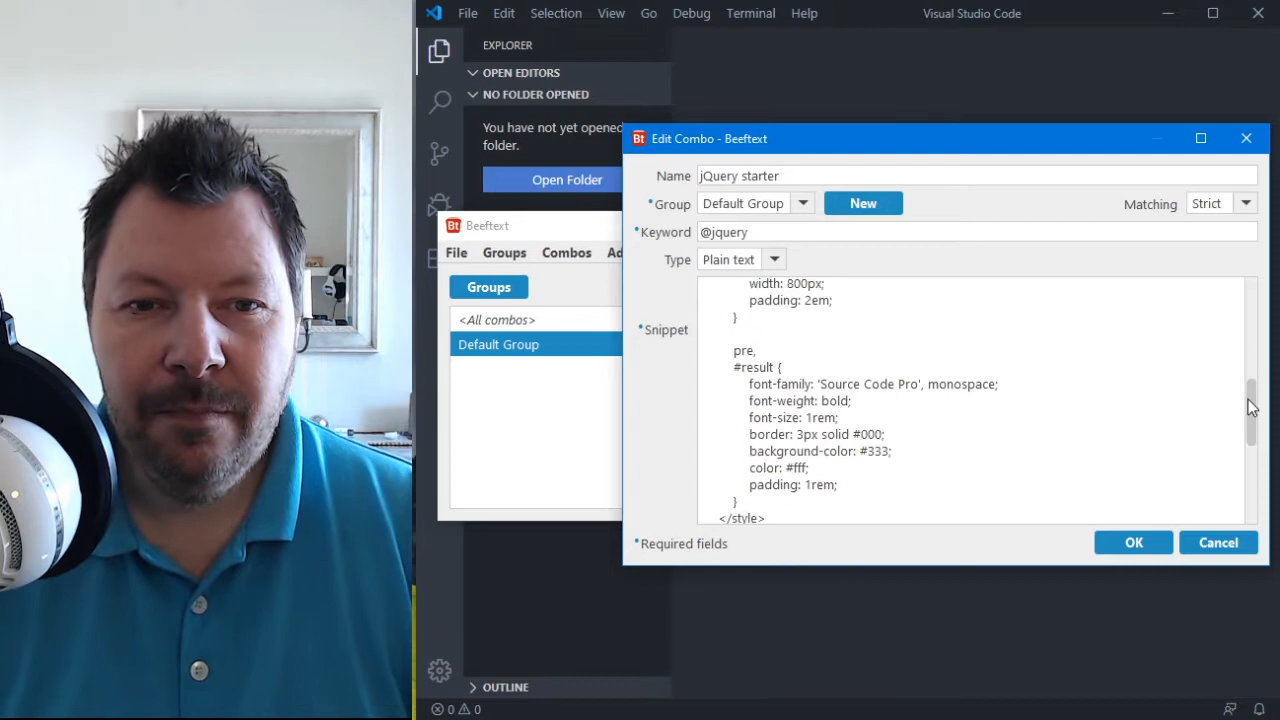 File Edit Selection View Go Debug Terminal Help Visual Studio Code
EXPLORER
OPEN EDITORS
NO FOLDER OPENED
You have not yet opened
folder.
Open Folder
Bt Beeftext
File Groups Combos
Groups
<All combos>
Default Group
OUTLINE
0 0
Bt Edit Combo - Beeftext
Name jQuery starter
*Group Default Group New Matching Strict
*Keyword @jquery
Type Plain text
*Snippet
width: 800px;
padding: 2em;
}
pre,
#result {
font-family: 'Source Code Pro', monospace;
font-weight: bold;
font-size: 1rem;
border: 3px solid #000;
background-color: #333;
color: #fff;
padding: 1rem;
}
</style>
*Required fields OK Cancel